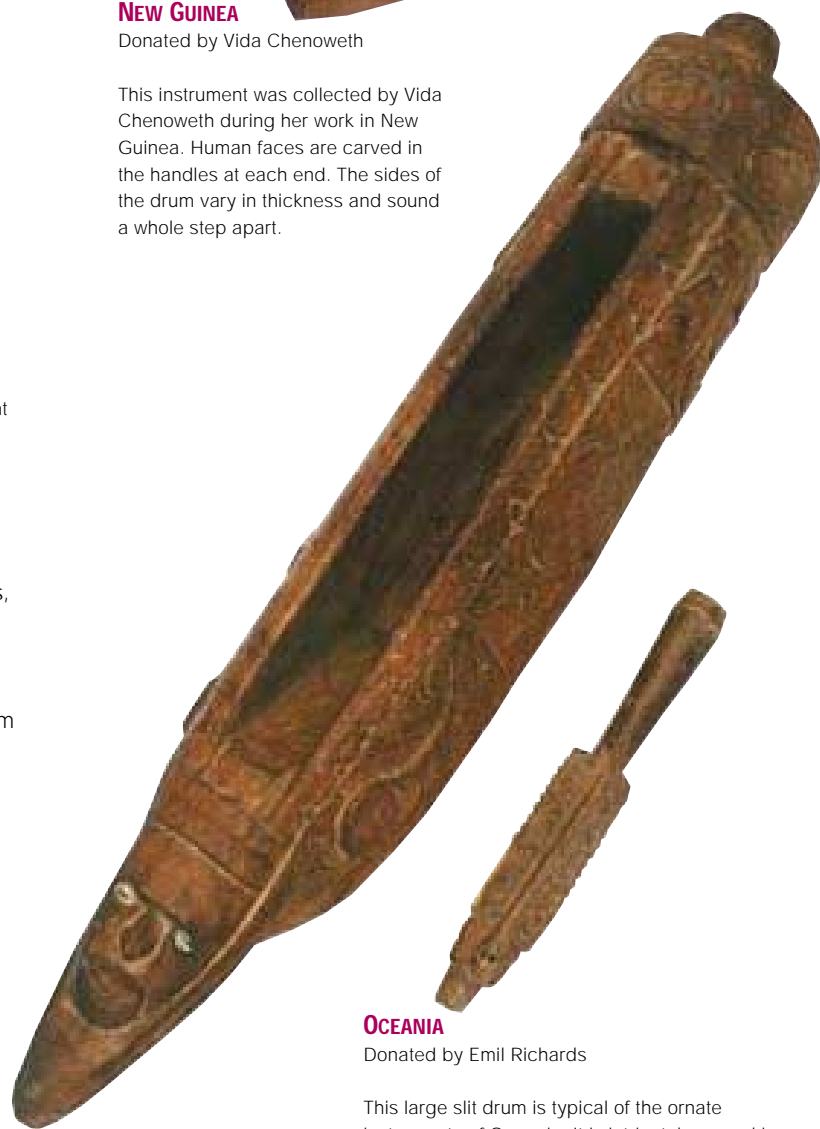 NEW GUINEA
Donated by Vida Chenoweth
This instrument was collected by Vida
Chenoweth during her work in New
Guinea. Human faces are carved in
the handles at each end. The sides of
the drum vary in thickness and sound
a whole step apart.
OCEANIA
Donated by Emil Richards
This large slit drum is typical of the ornate